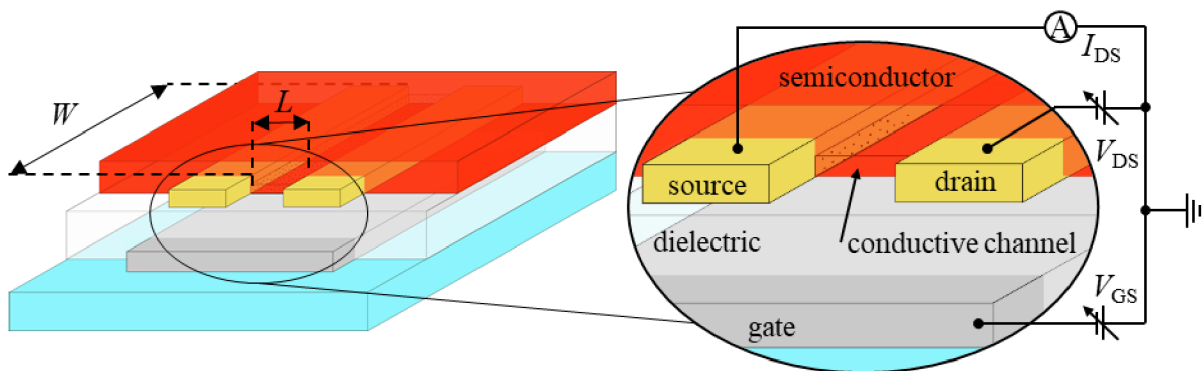 W
L
semiconductor
source
drain
dielectric
conductive channel
gate
A
I_DS
V_DS
V_GS